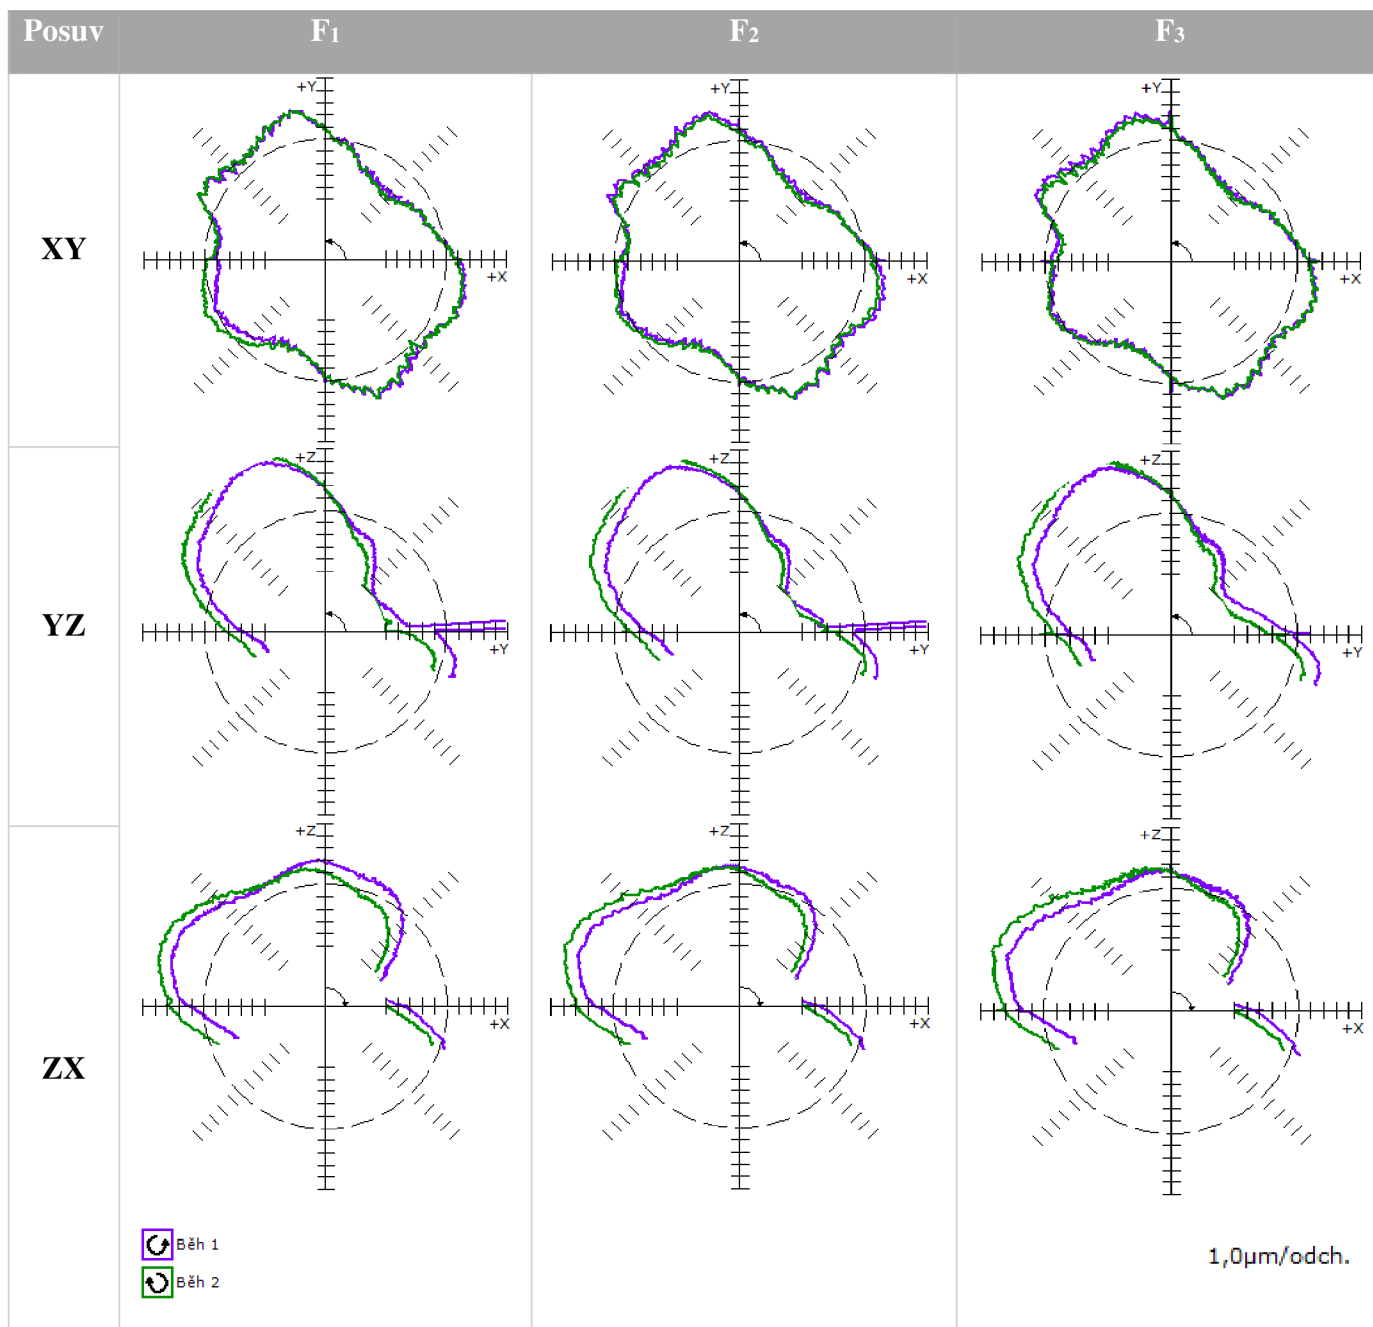 Posuv F1 F2 F3
XY
+Y +X
+Y +X
+Y +X
YZ
+Z +Y
+Z +Y
+Z +Y
ZX
+Z +X
+Z +X
+Z +X
Běh 1
Běh 2
1,0µm/odch.